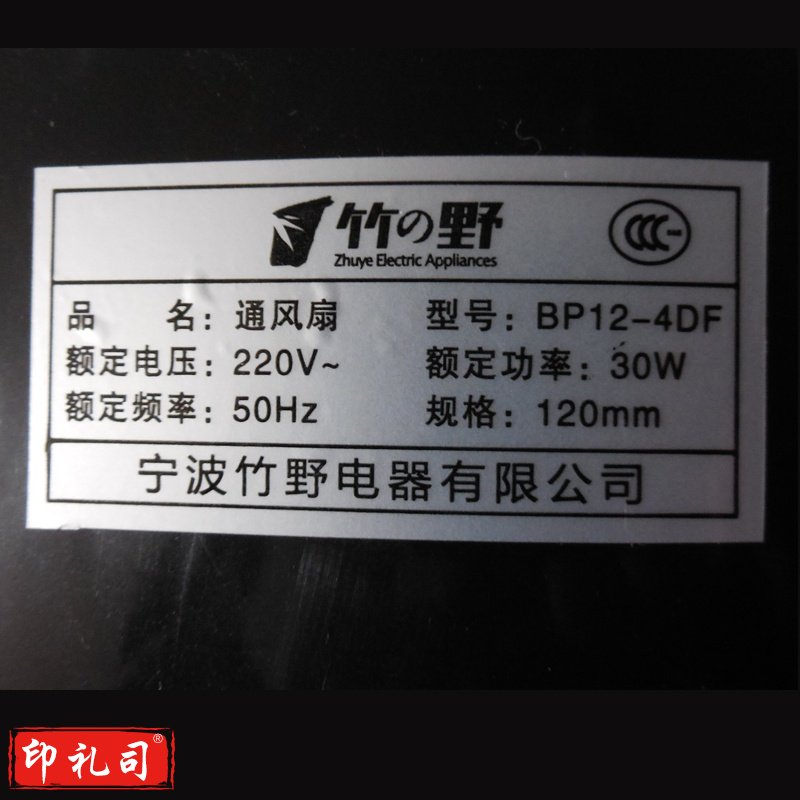 竹の野
Zhuye Electric Appliances
品 名：通风扇 型号：BP12-4DF
额定电压：220V~ 额定功率：30W
额定频率：50Hz 规格：120mm
宁波竹野电器有限公司
印礼司®